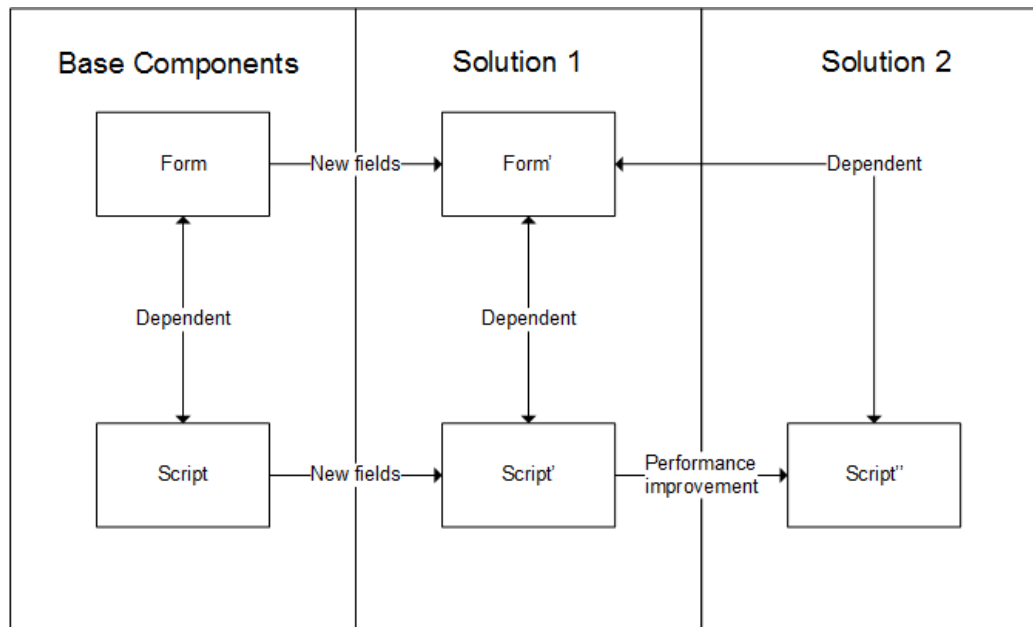 Base Components
Solution 1
Solution 2
Form
New fields
Form'
Dependent
Dependent
Dependent
Script
New fields
Script'
Performance
improvement
Script''